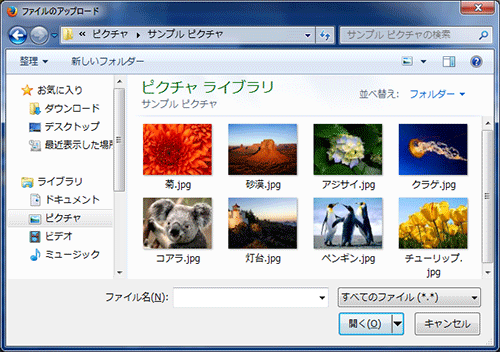 ファイルのアップロード
ピクチャ サンプル ピクチャ サンプル ピクチャの検索
整理 新しいフォルダー
お気に入り
ダウンロード
デスクトップ
最近表示した場所
ライブラリ
ドキュメント
ピクチャ
ビデオ
ミュージック
ピクチャ ライブラリ
サンプル ピクチャ
並べ替え: フォルダー
菊.jpg 砂漠.jpg アジサイ.jpg クラゲ.jpg
コアラ.jpg 灯台.jpg ペンギン.jpg チューリップ.jpg
ファイル名(N): すべてのファイル (*.*)
開く(O) キャンセル